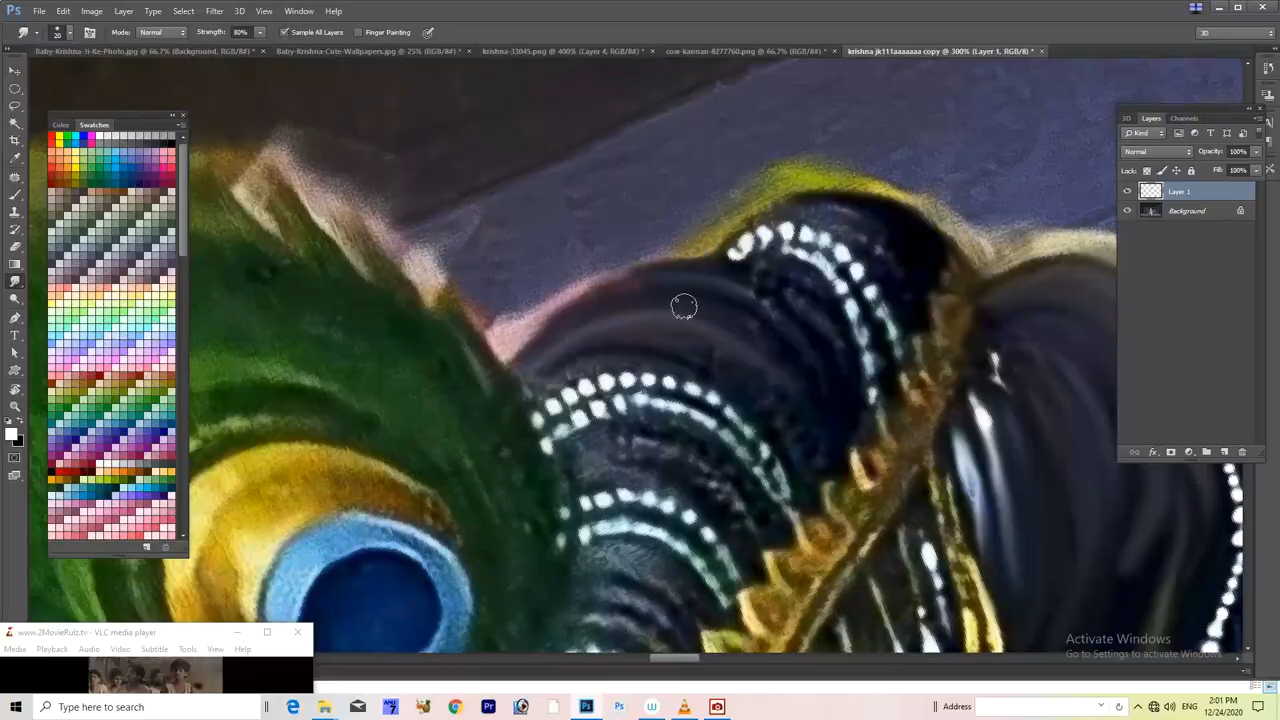 Ps File Edit Image Layer Type Select Filter 3D View Window Help
20 Mode: Normal Strength: 80% Sample All Layers Finger Painting 3D
Baby-Krishna-Ji-Ke-Photo.jpg @ 66.7% (Background, RGB/8#) * × Baby-Krishna-Cute-Wallpapers.jpg @ 25% (RGB/8#) * × krishna-33045.png @ 400% (Layer 4, RGB/8#) * × cow-kannan-8277760.png @ 66.7% (RGB/8#) * × krishna jk111aaaaaaa copy @ 300% (Layer 1, RGB/8) * ×
Color Swatches
3D Layers Channels
Kind
Normal Opacity: 100%
Lock: Fill: 100%
Layer 1
Background
www.2MovieRulz.tv - VLC media player
Media Playback Audio Video Subtitle Tools View Help
Activate Windows
Go to Settings to activate Windows.
Type here to search
Address
ENG
2:01 PM
12/24/2020